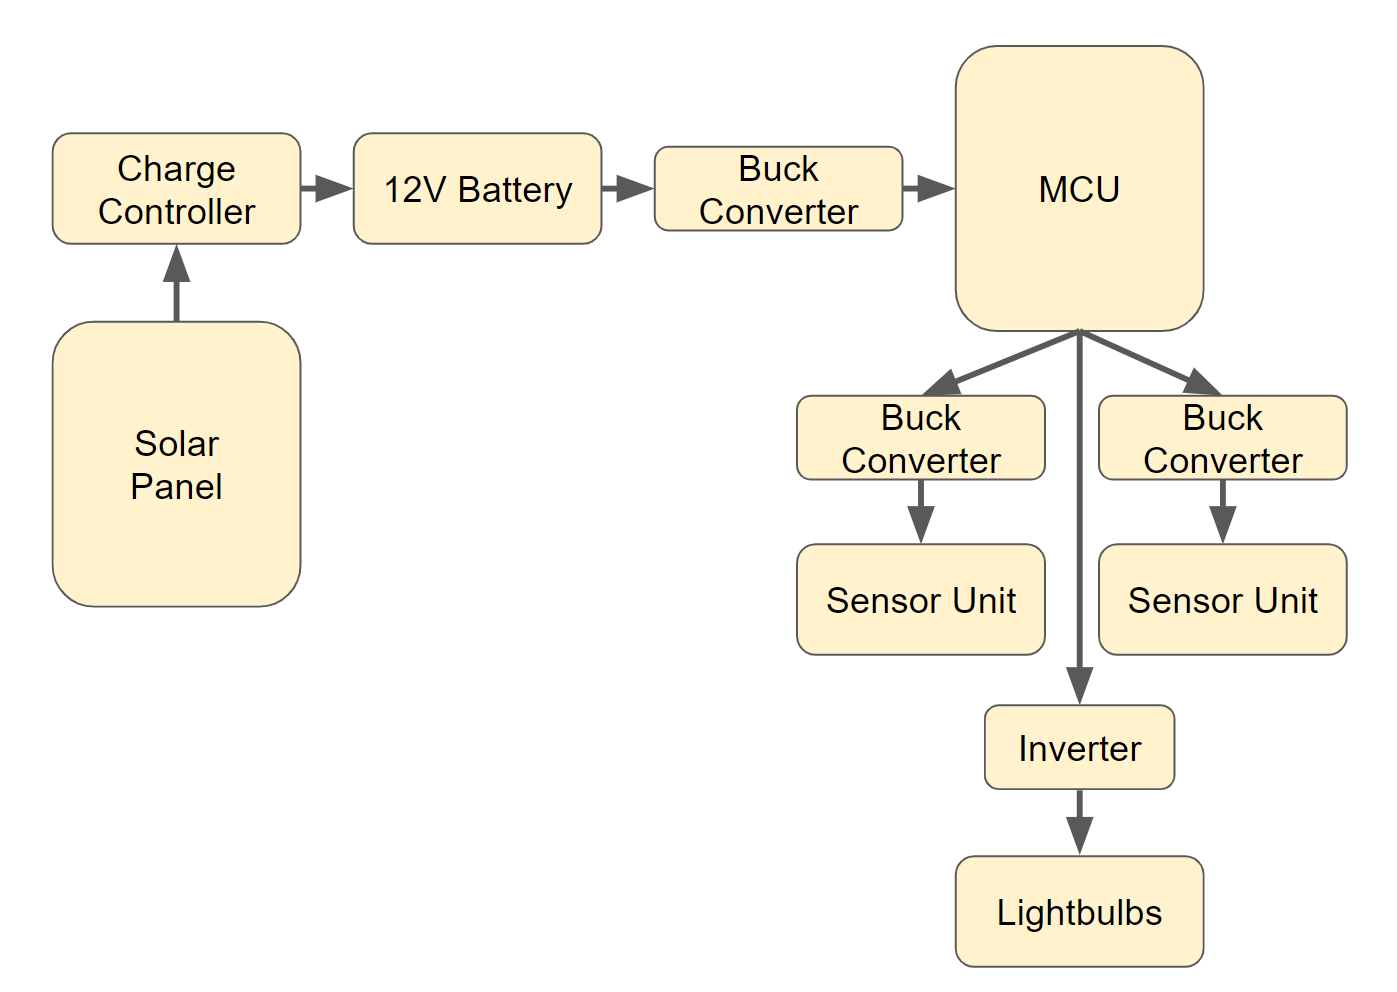 Charge
Controller
12V Battery
Buck
Converter
MCU
Solar
Panel
Buck
Converter
Buck
Converter
Sensor Unit
Sensor Unit
Inverter
Lightbulbs